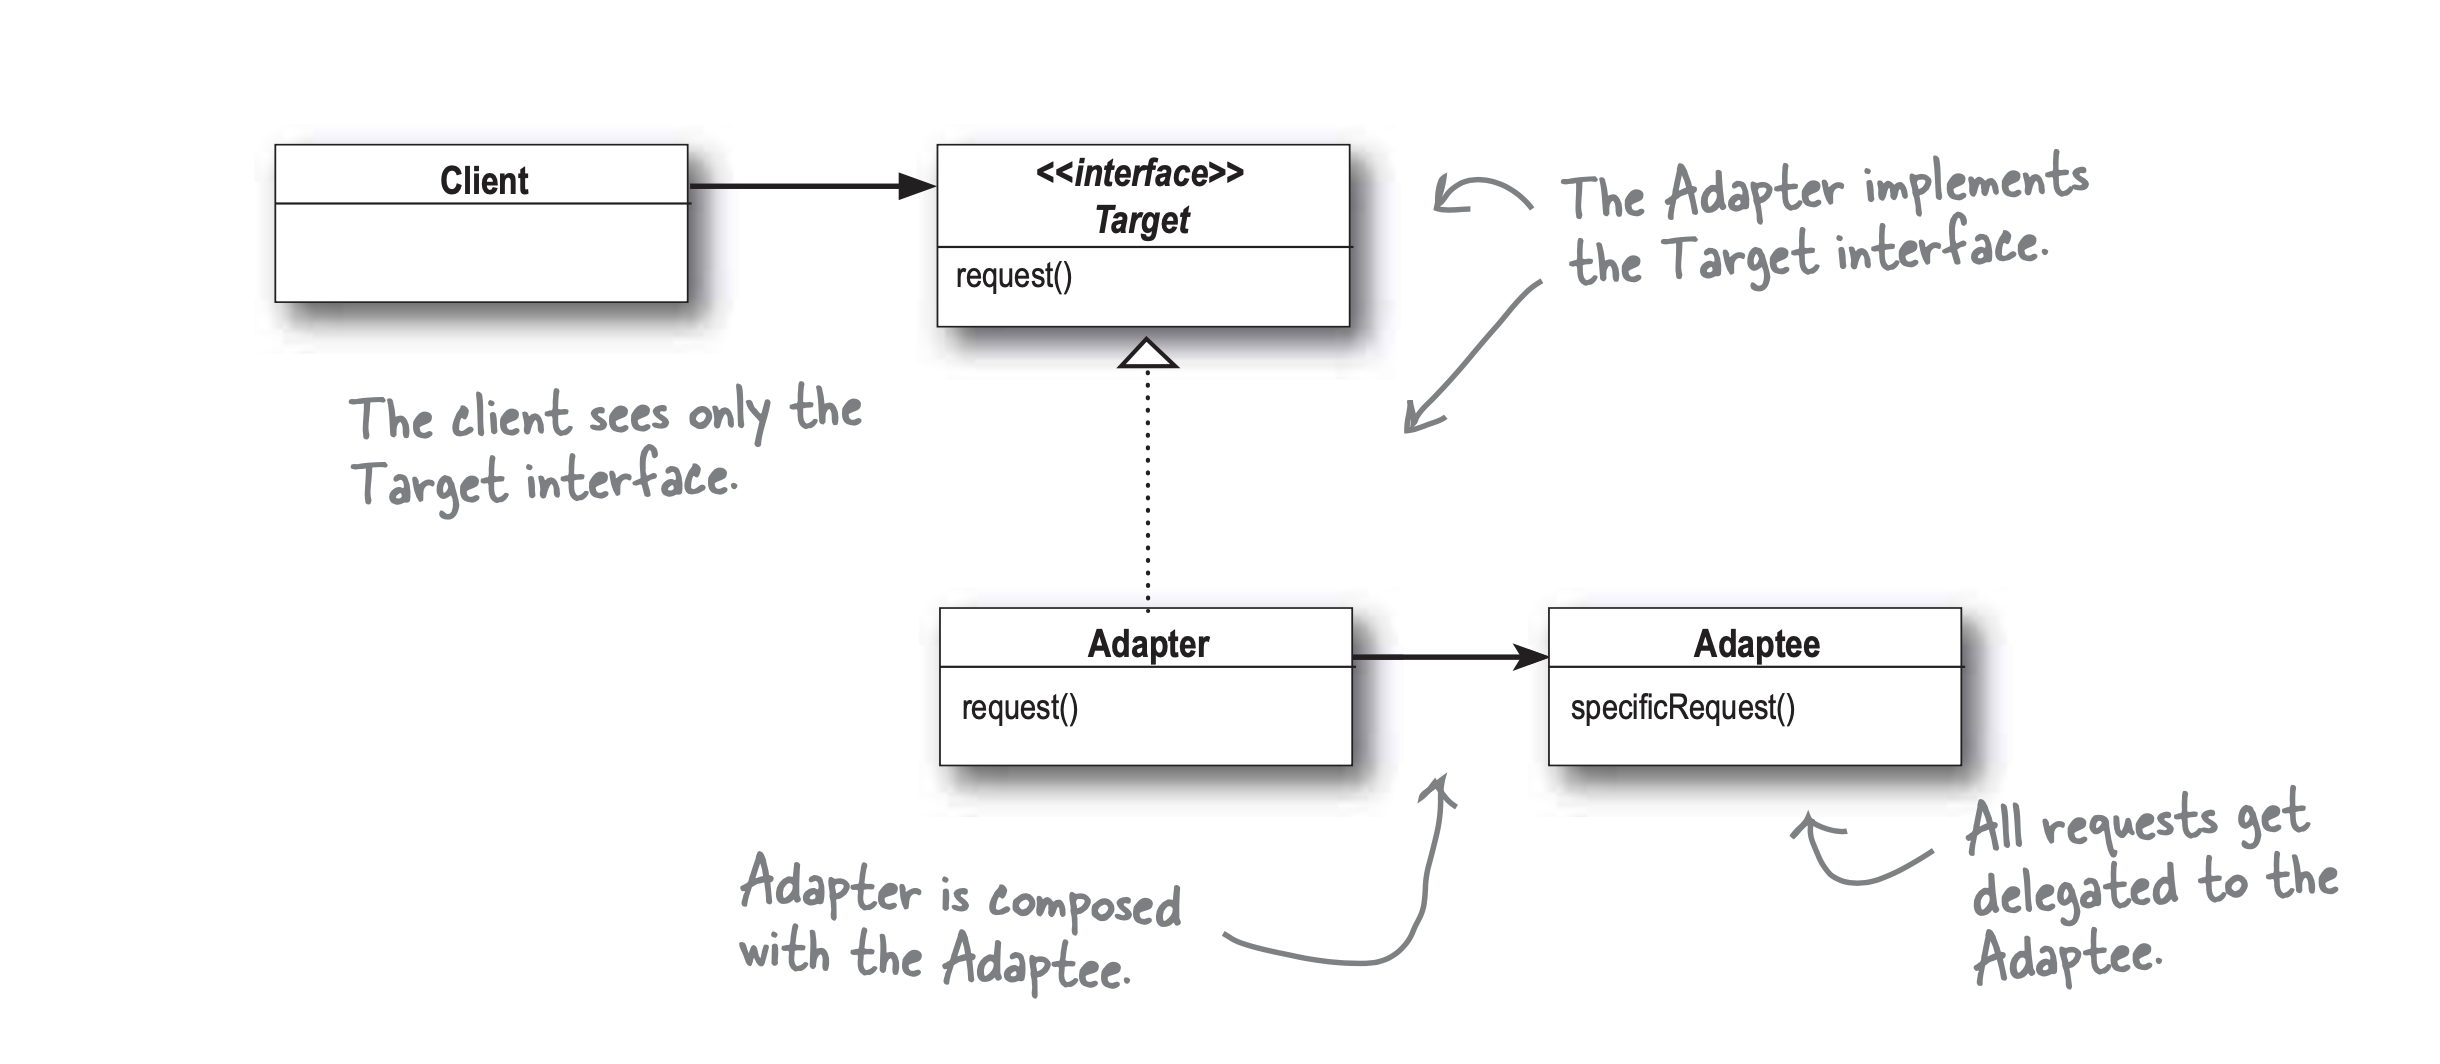 Client
<<interface>>
Target
request()
The Adapter implements
the Target interface.
The client sees only the
Target interface.
Adapter
request()
Adaptee
specificRequest()
Adapter is composed
with the Adaptee.
All requests get
delegated to the
Adaptee.